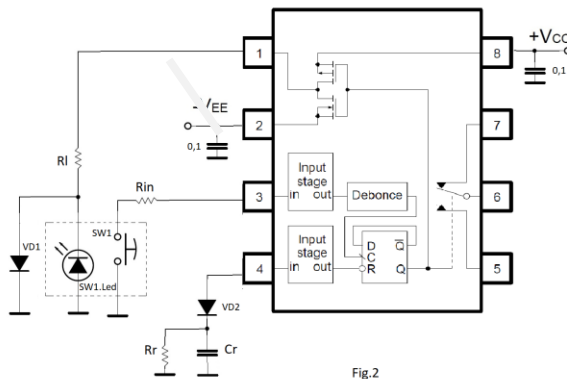 +Vcc
1
8
0,1
-VEE
2
7
0,1
Rl
Input
stage
in out
Debonce
Rin
3
6
SW1
VD1
D Q
C
R Q
Input
stage
in out
4
5
SW1.Led
VD2
Rr
Cr
Fig.2